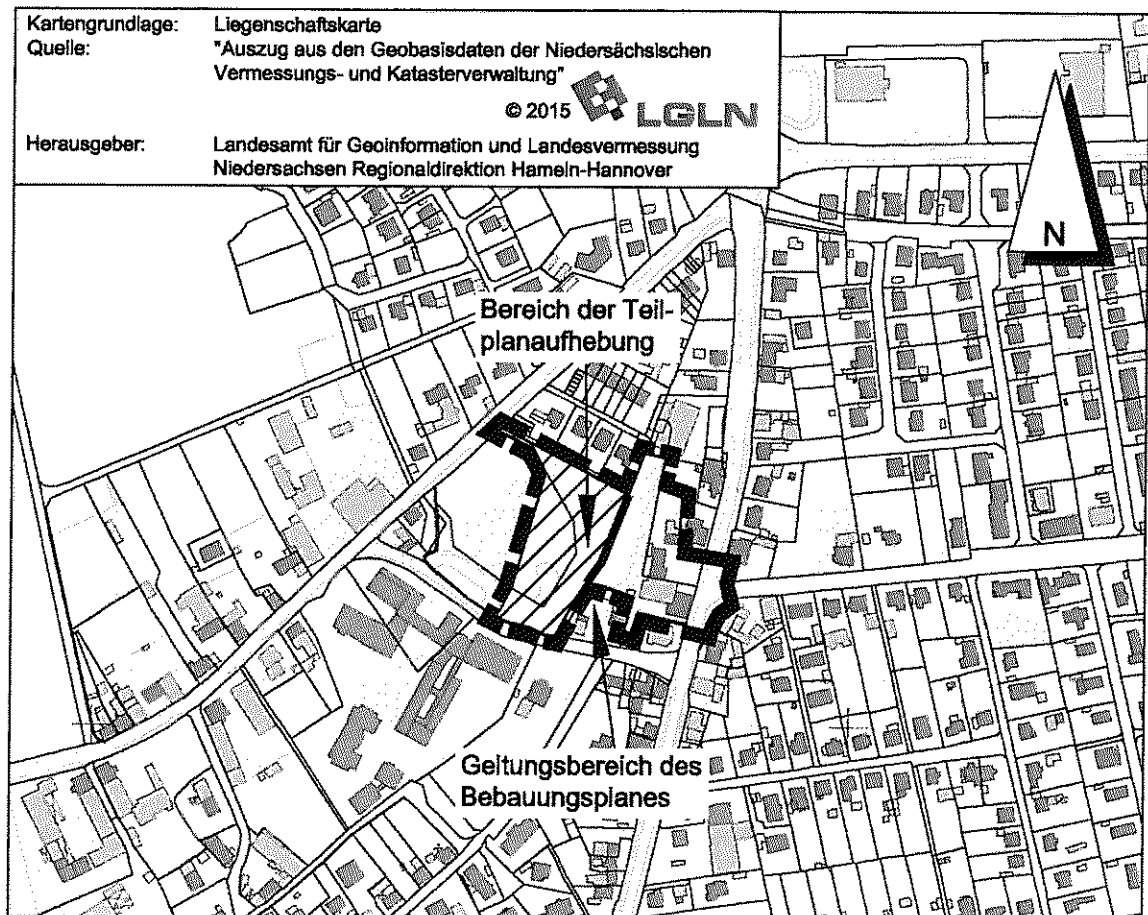 Kartengrundlage: Liegenschaftskarte
Quelle: "Auszug aus den Geobasisdaten der Niedersächsischen
Vermessungs- und Katasterverwaltung"
© 2015 LGLN
Herausgeber: Landesamt für Geoinformation und Landesvermessung
Niedersachsen Regionaldirektion Hameln-Hannover
N
Bereich der Teil-
planaufhebung
Geltungsbereich des
Bebauungsplanes